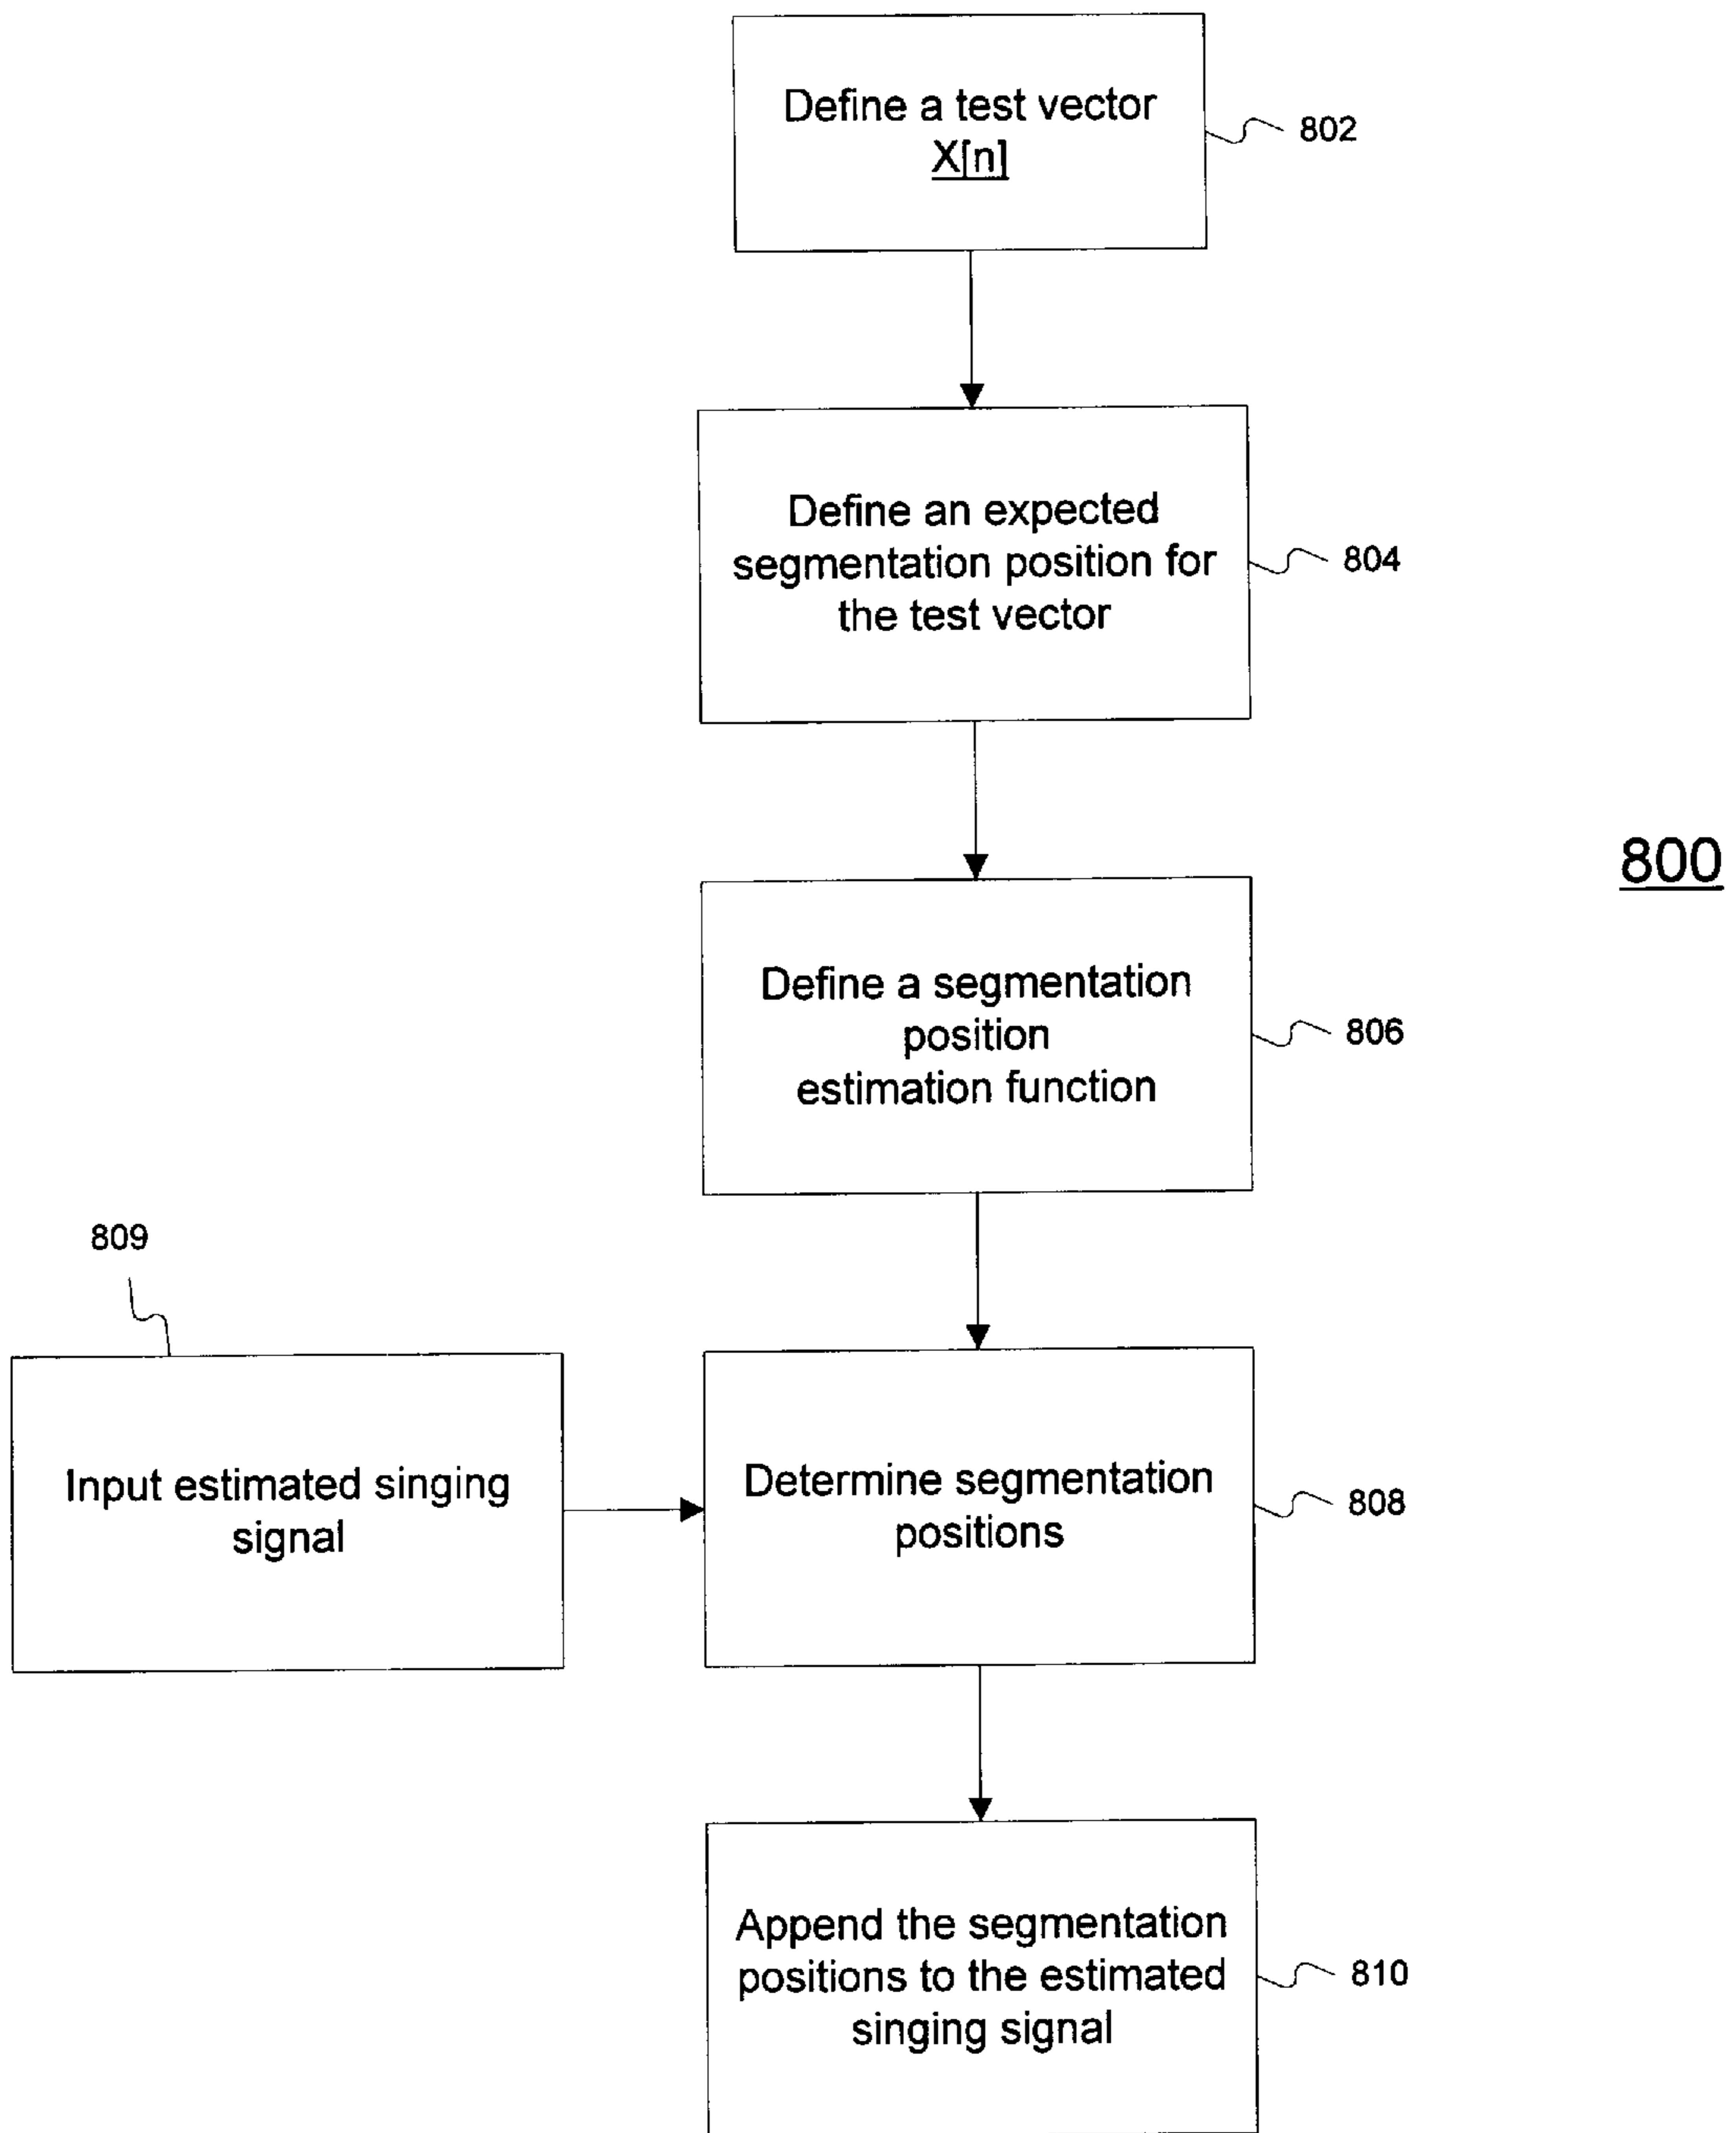 Define a test vector
X[n]
802
Define an expected
segmentation position for
the test vector
804
800
Define a segmentation
position
estimation function
806
809
Input estimated singing
signal
Determine segmentation
positions
808
Append the segmentation
positions to the estimated
singing signal
810